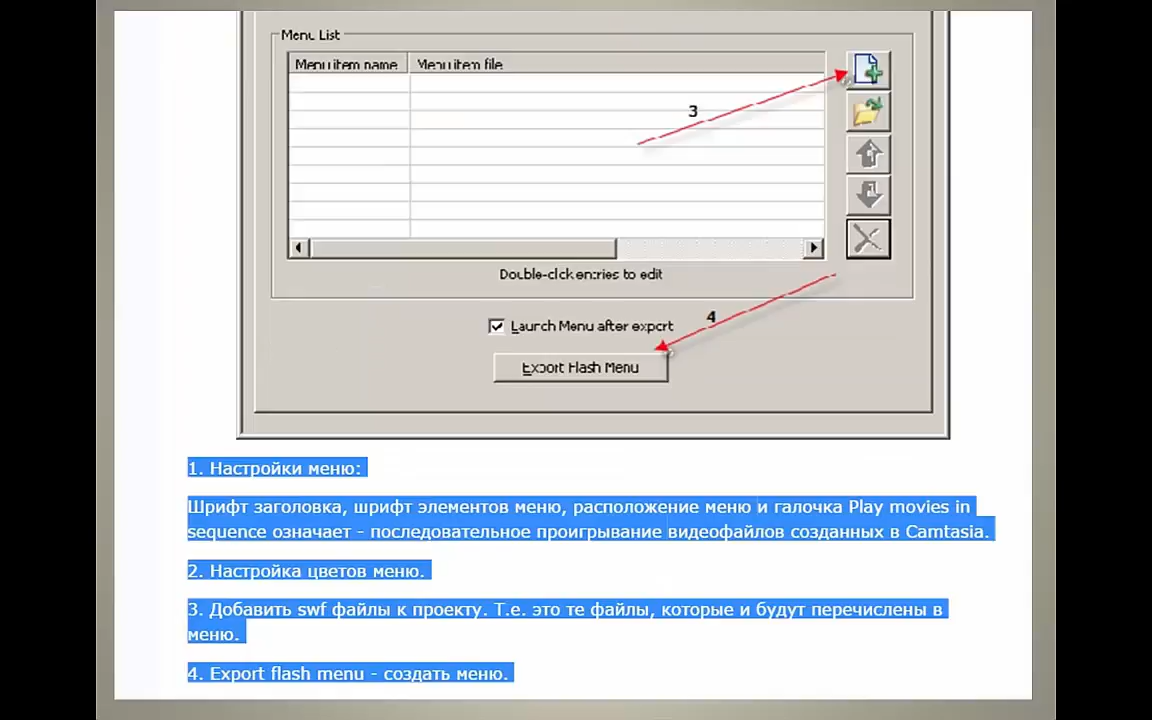 Menu List
Menu item name Menu item file
3
Double-click entries to edit
4
Launch Menu after export
Export Flash Menu
1. Настройки меню:
Шрифт заголовка, шрифт элементов меню, расположение меню и галочка Play movies in
sequence означает - последовательное проигрывание видеофайлов созданных в Camtasia.
2. Настройка цветов меню.
3. Добавить swf файлы к проекту. Т.е. это те файлы, которые и будут перечислены в
меню.
4. Export flash menu - создать меню.